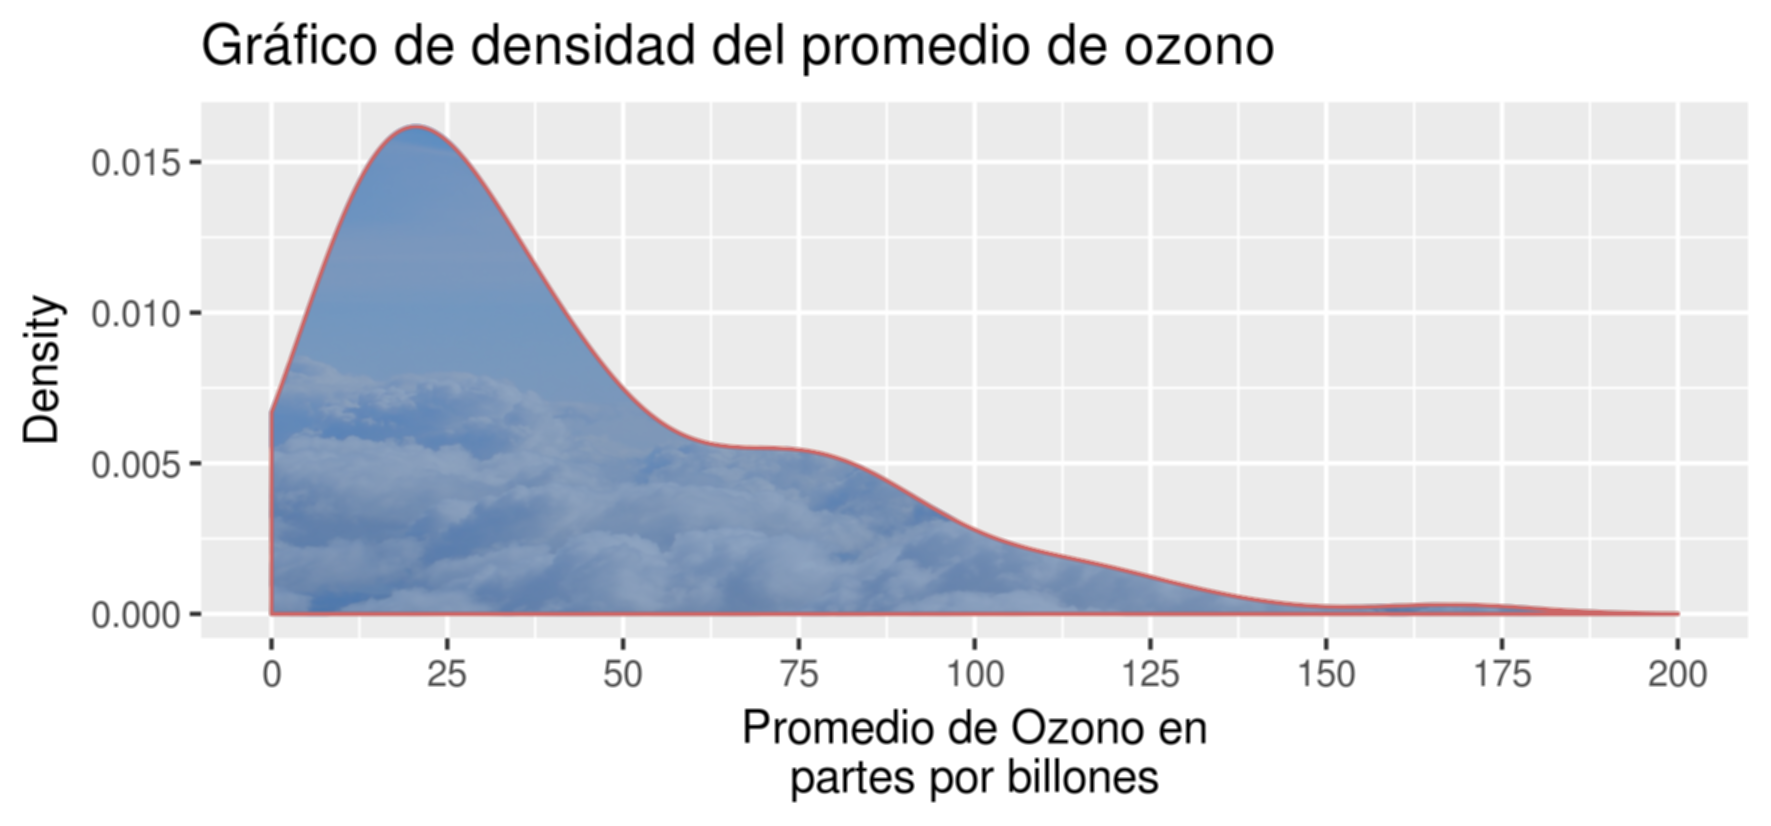 Gráfico de densidad del promedio de ozono
0.015
0.010
0.005
0.000
Density
0 25 50 75 100 125 150 175 200
Promedio de Ozono en
partes por billones